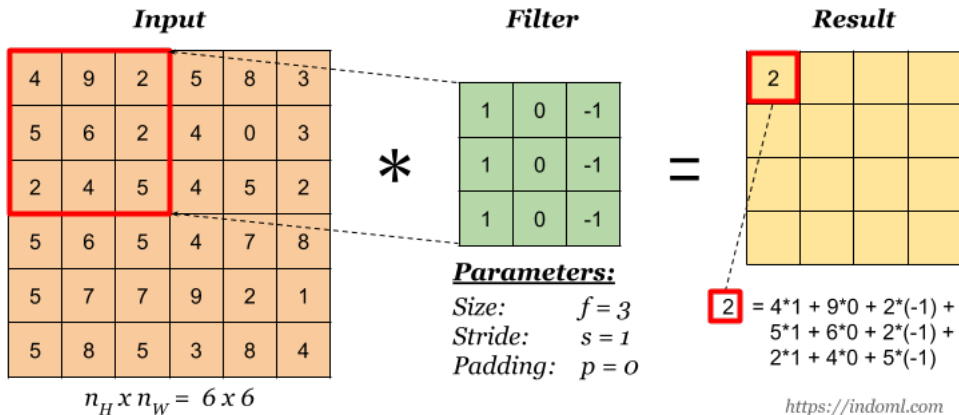 Input
Filter
Result
4 9 2 5 8 3
5 6 2 4 0 3
2 4 5 4 5 2
5 6 5 4 7 8
5 7 7 9 2 1
5 8 5 3 8 4
n_H x n_W = 6 x 6
*
1 0 -1
1 0 -1
1 0 -1
Parameters:
Size: f = 3
Stride: s = 1
Padding: p = 0
=
2
2 = 4*1 + 9*0 + 2*(-1) +
5*1 + 6*0 + 2*(-1) +
2*1 + 4*0 + 5*(-1)
https://indoml.com